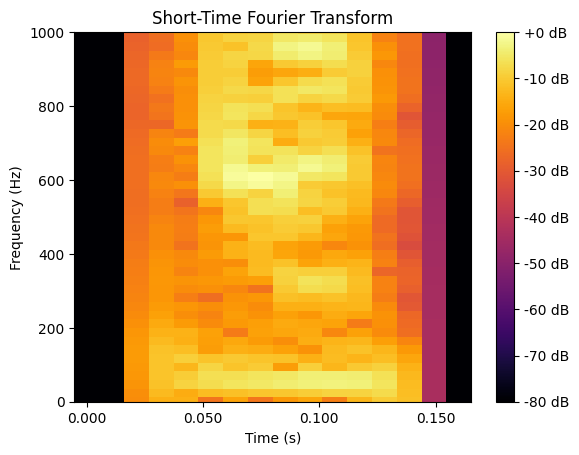 Short-Time Fourier Transform
1000
800
600
400
200
0
Frequency (Hz)
0.000
0.050
0.100
0.150
Time (s)
+0 dB
-10 dB
-20 dB
-30 dB
-40 dB
-50 dB
-60 dB
-70 dB
-80 dB